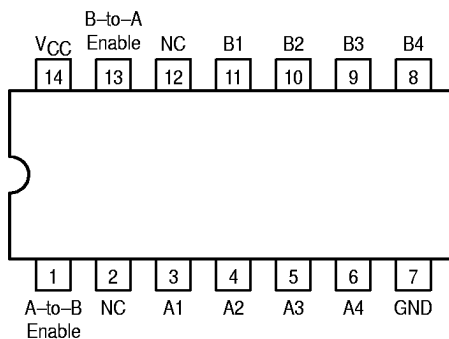 B–to–A
VCC Enable NC B1 B2 B3 B4
14 13 12 11 10 9 8
1 2 3 4 5 6 7
A–to–B NC A1 A2 A3 A4 GND
Enable